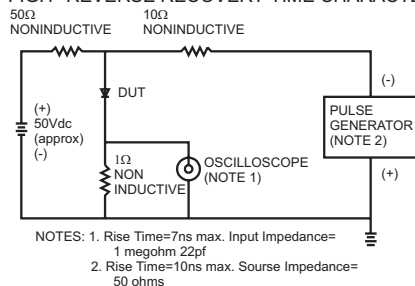 50Ω
NONINDUCTIVE
10Ω
NONINDUCTIVE
DUT
(+)
50Vdc
(approx)
(-)
1Ω
NON
INDUCTIVE
OSCILLOSCOPE
(NOTE 1)
(-)
PULSE
GENERATOR
(NOTE 2)
(+)
NOTES: 1. Rise Time=7ns max. Input Impedance=
1 megohm 22pf
2. Rise Time=10ns max. Sourse Impedance=
50 ohms